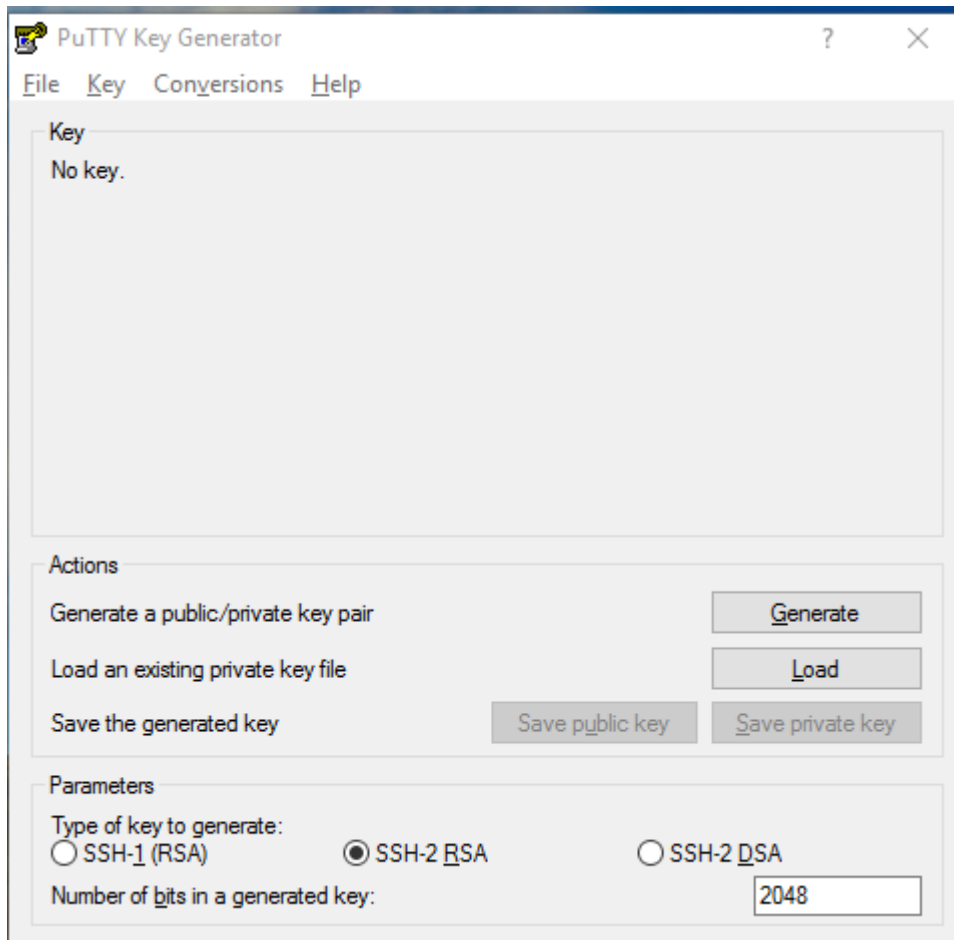 PuTTY Key Generator ?
File Key Conversions Help
Key
No key.
Actions
Generate a public/private key pair Generate
Load an existing private key file Load
Save the generated key Save public key Save private key
Parameters
Type of key to generate:
SSH-1 (RSA) SSH-2 RSA SSH-2 DSA
Number of bits in a generated key: 2048